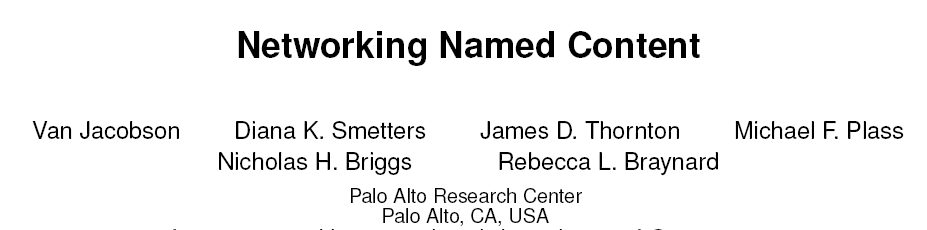 Networking Named Content
Van Jacobson Diana K. Smetters James D. Thornton Michael F. Plass
Nicholas H. Briggs Rebecca L. Braynard
Palo Alto Research Center
Palo Alto, CA, USA